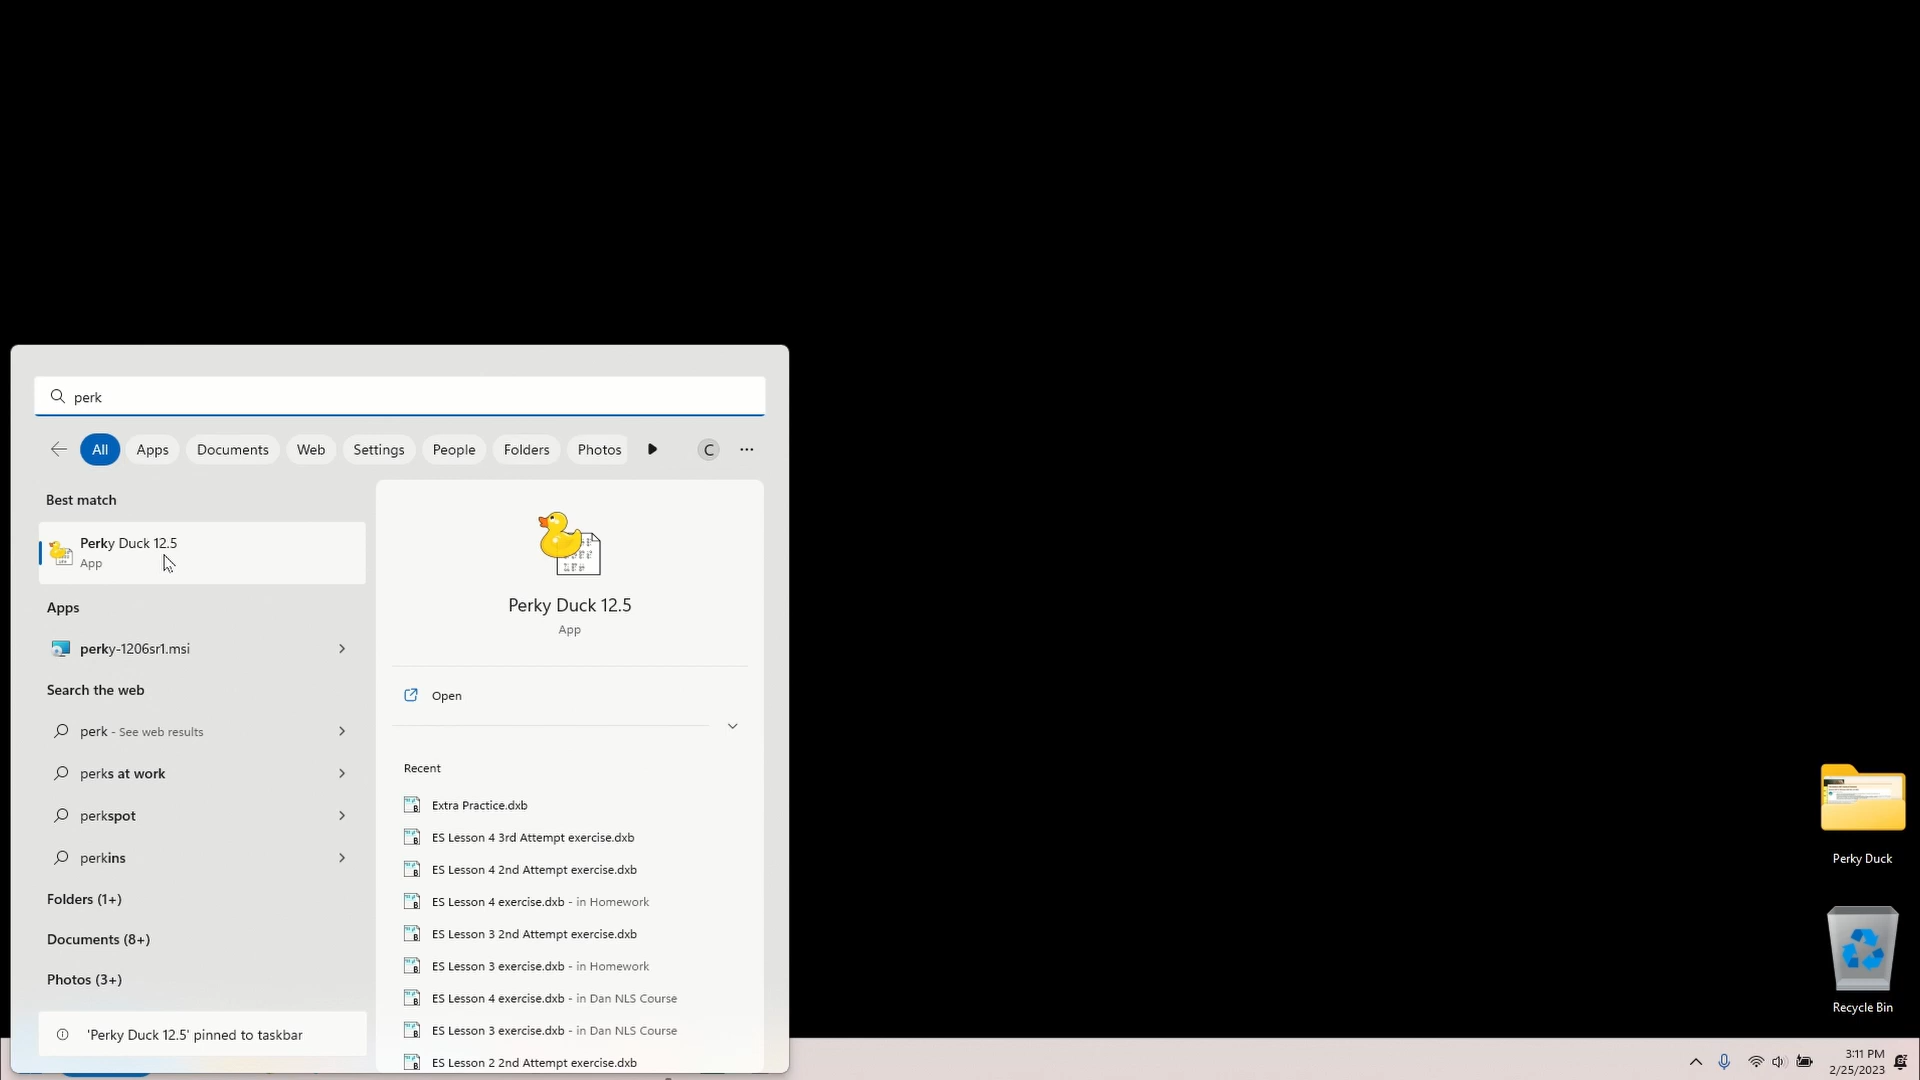 perk
All
Apps
Documents
Web
Settings
People
Folders
Photos
C
Best match
Perky Duck 12.5
App
Apps
perky-1206sr1.msi
Search the web
perk - See web results
perks at work
perkspot
perkins
Folders (1+)
Documents (8+)
Photos (3+)
'Perky Duck 12.5' pinned to taskbar
Perky Duck 12.5
App
Open
Recent
Extra Practice.dxb
ES Lesson 4 3rd Attempt exercise.dxb
ES Lesson 4 2nd Attempt exercise.dxb
ES Lesson 4 exercise.dxb - in Homework
ES Lesson 3 2nd Attempt exercise.dxb
ES Lesson 3 exercise.dxb - in Homework
ES Lesson 4 exercise.dxb - in Dan NLS Course
ES Lesson 3 exercise.dxb - in Dan NLS Course
ES Lesson 2 2nd Attempt exercise.dxb
Perky Duck
Recycle Bin
3:11 PM
2/25/2023